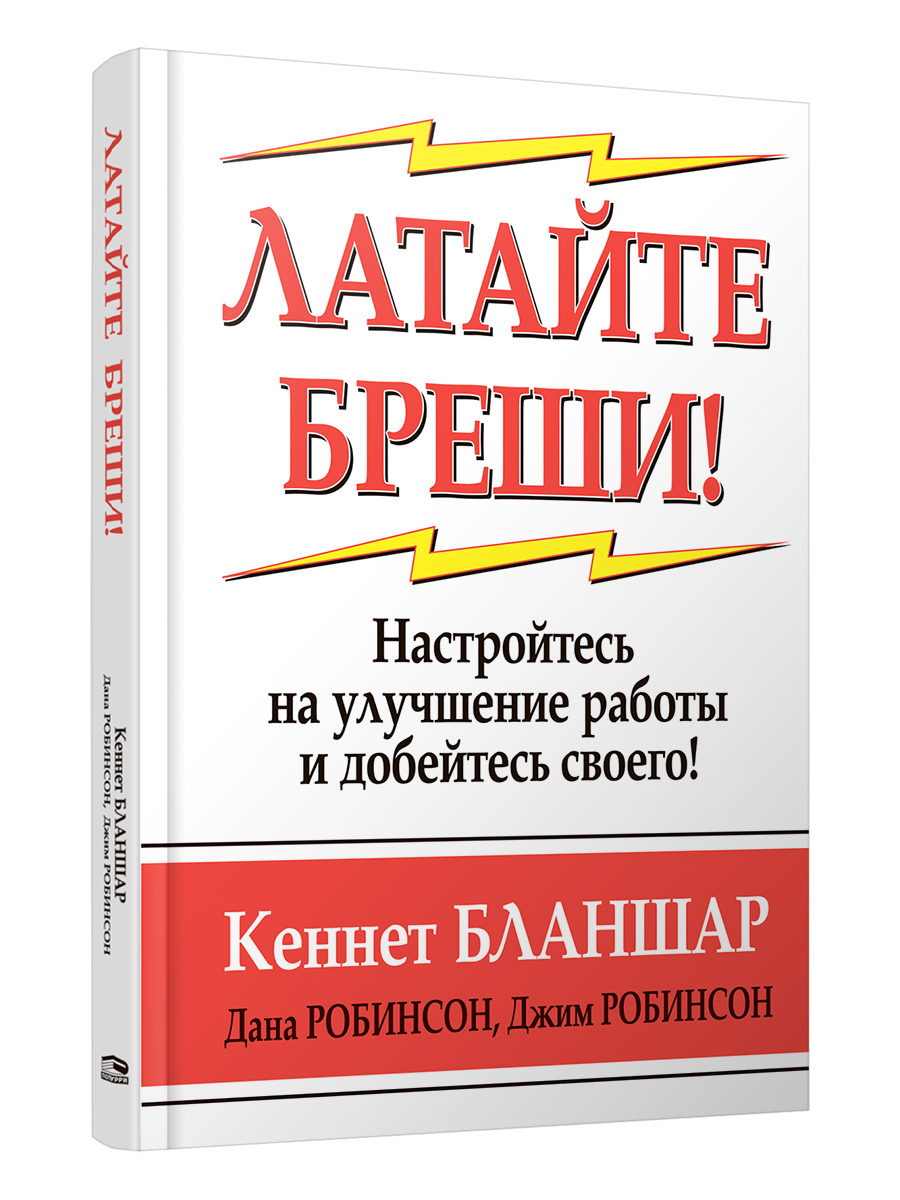 ЛАТАЙТЕ
БРЕШИ!
Настройтесь
на улучшение работы
и добейтесь своего!
Кеннет БЛАНШАР
Дана РОБИНСОН, Джим РОБИНСОН
ЛАТАЙТЕ БРЕШИ!
Кеннет БЛАНШАР
Дана РОБИНСОН, Джим РОБИНСОН
ПОПУРРИ